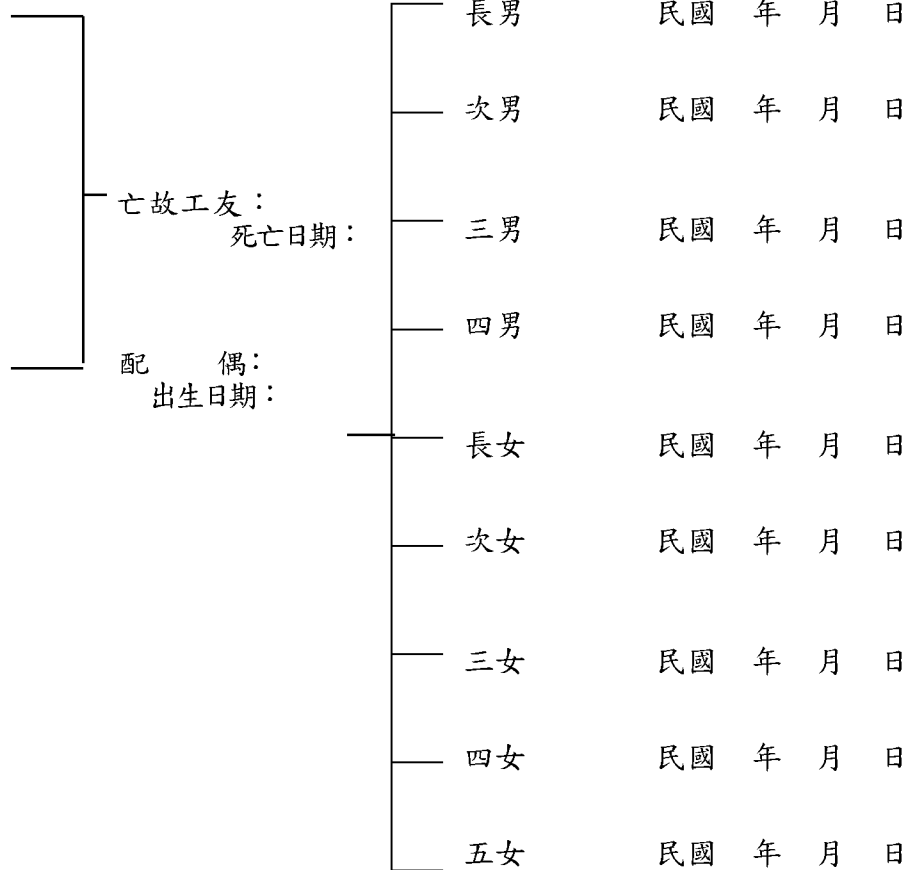 長男 民國 年 月 日
次男 民國 年 月 日
亡故工友：
死亡日期：
三男 民國 年 月 日
四男 民國 年 月 日
配 偶：
出生日期：
長女 民國 年 月 日
次女 民國 年 月 日
三女 民國 年 月 日
四女 民國 年 月 日
五女 民國 年 月 日